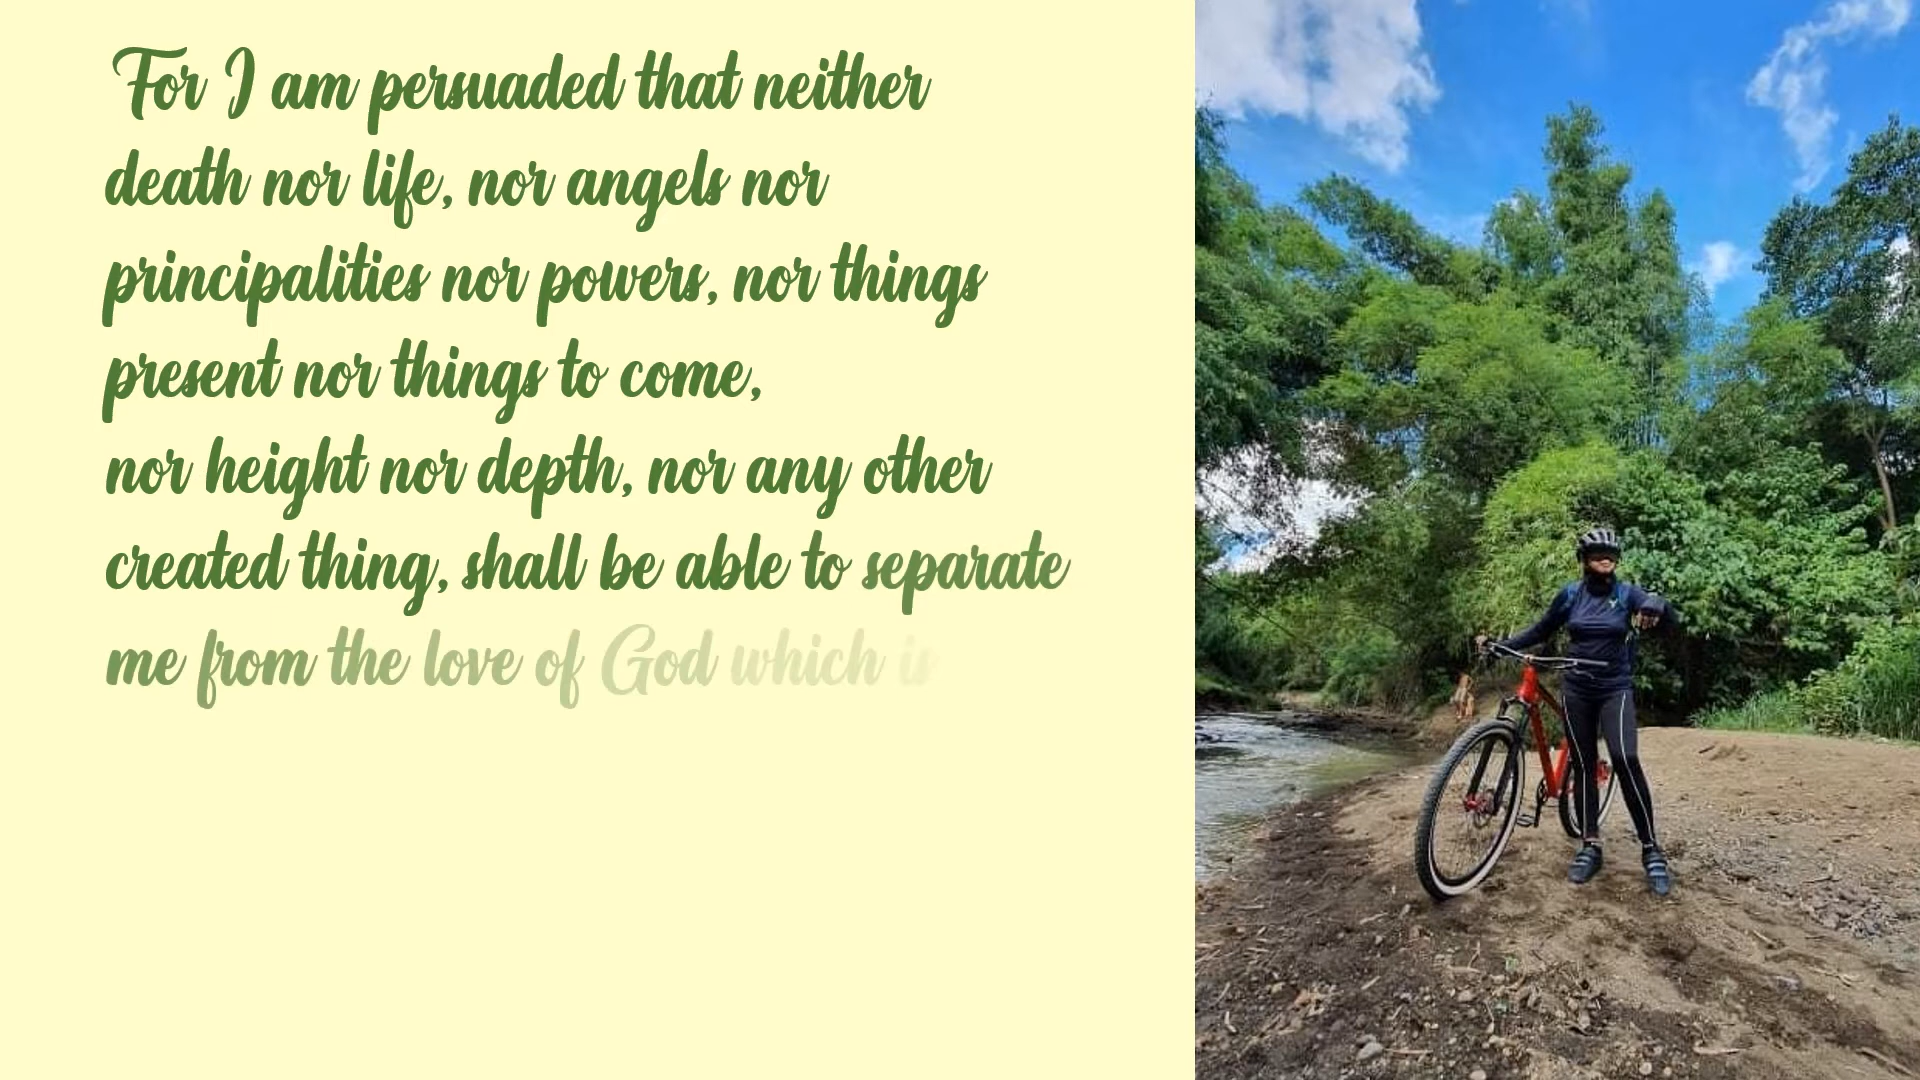 For I am persuaded that neither
death nor life, nor angels nor
principalities nor powers, nor things
present nor things to come,
nor height nor depth, nor any other
created thing, shall be able to separate
me from the love of God which is